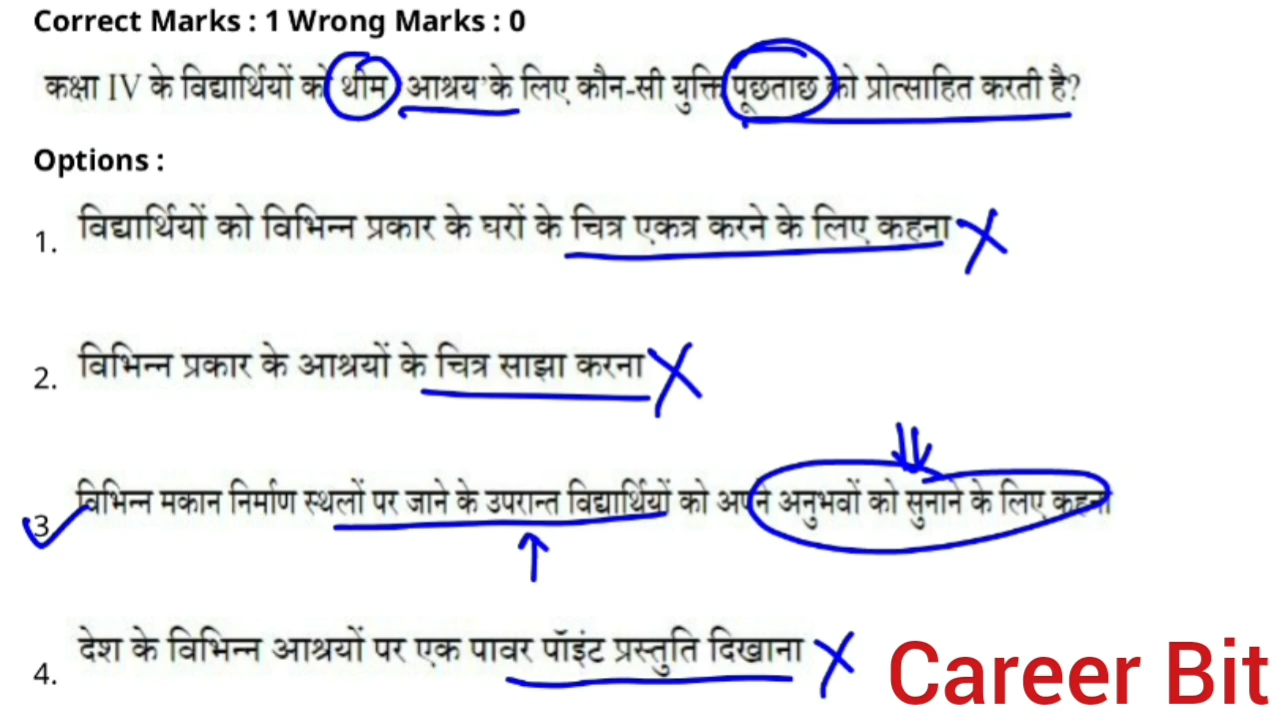 Correct Marks : 1 Wrong Marks : 0
कक्षा IV के विद्यार्थियों को थीम 'आश्रय' के लिए कौन-सी युक्ति पूछताछ को प्रोत्साहित करती है?
Options :
1. विद्यार्थियों को विभिन्न प्रकार के घरों के चित्र एकत्र करने के लिए कहना
2. विभिन्न प्रकार के आश्रयों के चित्र साझा करना
3. विभिन्न मकान निर्माण स्थलों पर जाने के उपरान्त विद्यार्थियों को अपने अनुभवों को सुनाने के लिए कहना
4. देश के विभिन्न आश्रयों पर एक पावर पॉइंट प्रस्तुति दिखाना
Career Bit